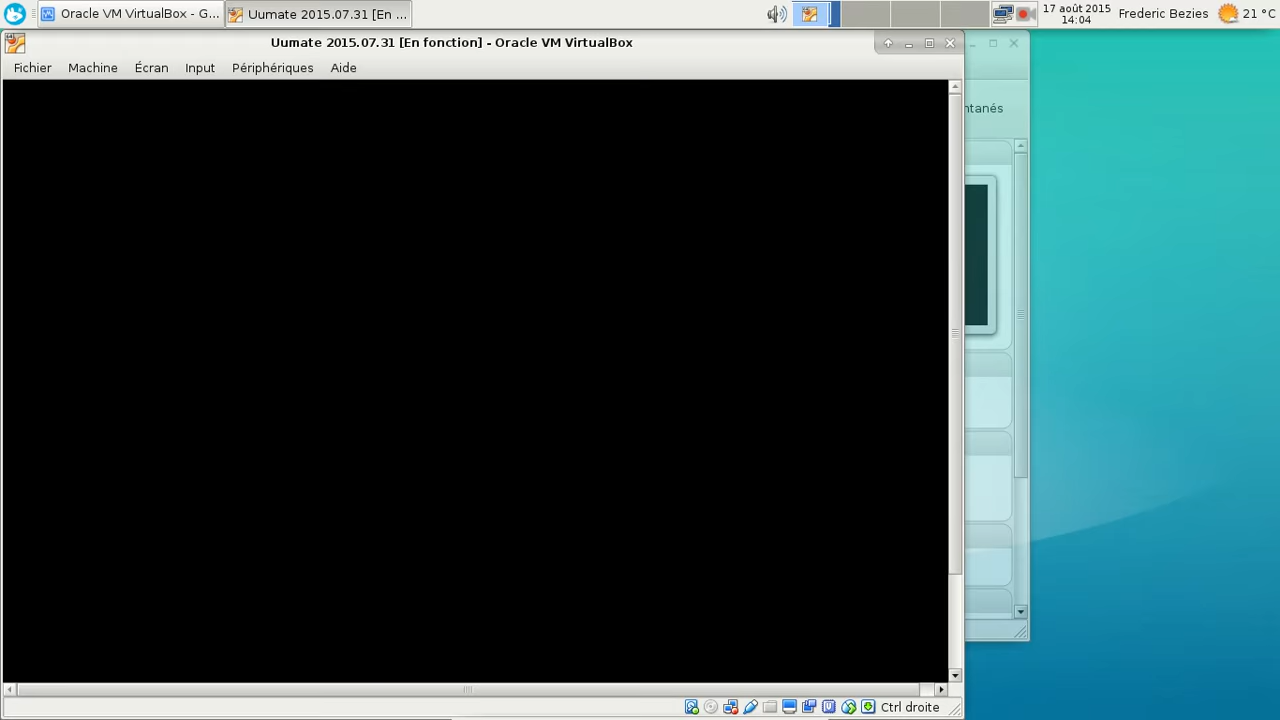 Oracle VM VirtualBox - G...
Uumate 2015.07.31 [En ...
17 août 2015
14:04
Frederic Bezies
21 °C
Uumate 2015.07.31 [En fonction] - Oracle VM VirtualBox
Fichier Machine Écran Input Périphériques Aide
ntanés
Ctrl droite